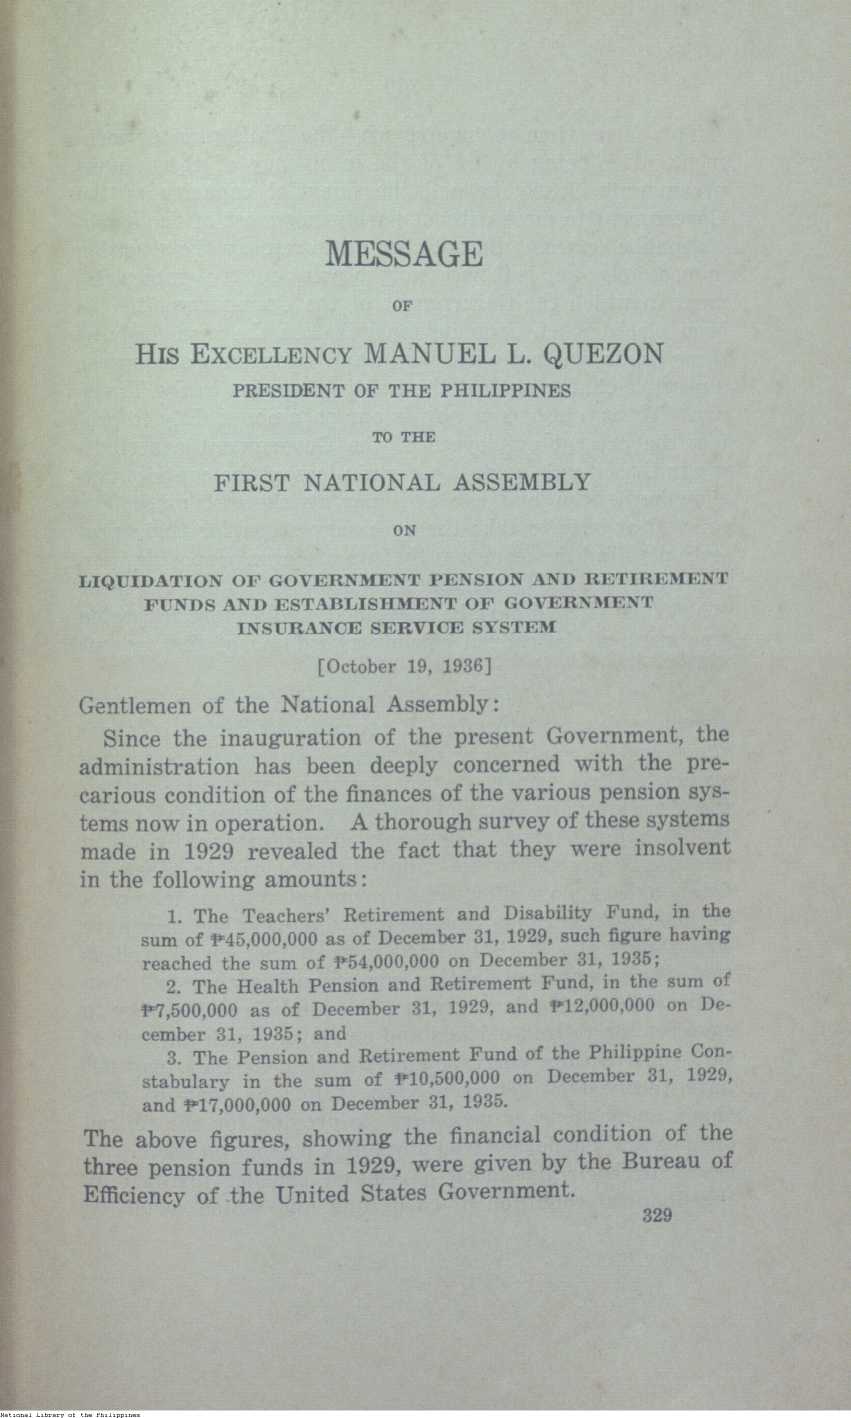 MESSAGE
OF
HIS EXCELLENCY MANUEL L. QUEZON
PRESIDENT OF THE PHILIPPINES
TO THE
FIRST NATIONAL ASSEMBLY
ON
LIQUIDATION OF GOVERNMENT PENSION AND RETIREMENT
FUNDS AND ESTABLISHMENT OF GOVERNMENT
INSURANCE SERVICE SYSTEM
[October 19, 1936]
Gentlemen of the National Assembly:
Since the inauguration of the present Government, the
administration has been deeply concerned with the pre-
carious condition of the finances of the various pension sys-
tems now in operation. A thorough survey of these systems
made in 1929 revealed the fact that they were insolvent
in the following amounts:
1. The Teachers' Retirement and Disability Fund, in the
sum of ₱45,000,000 as of December 31, 1929, such figure having
reached the sum of ₱54,000,000 on December 31, 1935;
2. The Health Pension and Retirement Fund, in the sum of
₱7,500,000 as of December 31, 1929, and ₱12,000,000 on De-
cember 31, 1935; and
3. The Pension and Retirement Fund of the Philippine Con-
stabulary in the sum of ₱10,500,000 on December 31, 1929,
and ₱17,000,000 on December 31, 1935.
The above figures, showing the financial condition of the
three pension funds in 1929, were given by the Bureau of
Efficiency of the United States Government.
329
National Library of the Philippines